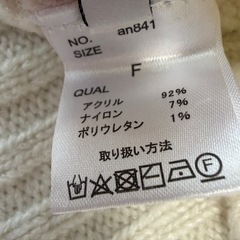 NO. an841
SIZE
F
QUAL
アクリル 92%
ナイロン 7%
ポリウレタン 1%
取り扱い方法
F